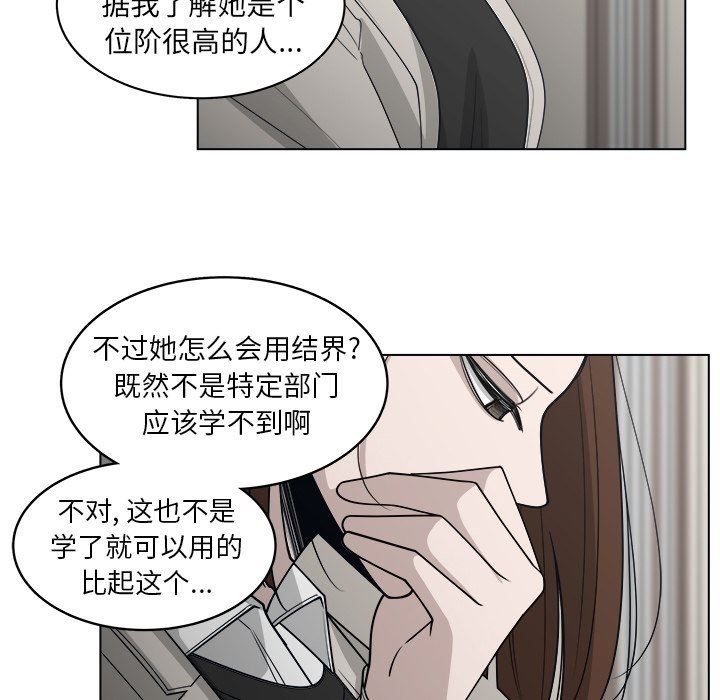 据我了解她是个
位阶很高的人...
不过她怎么会用结界?
既然不是特定部门
应该学不到啊
不对, 这也不是
学了就可以用的
比起这个...